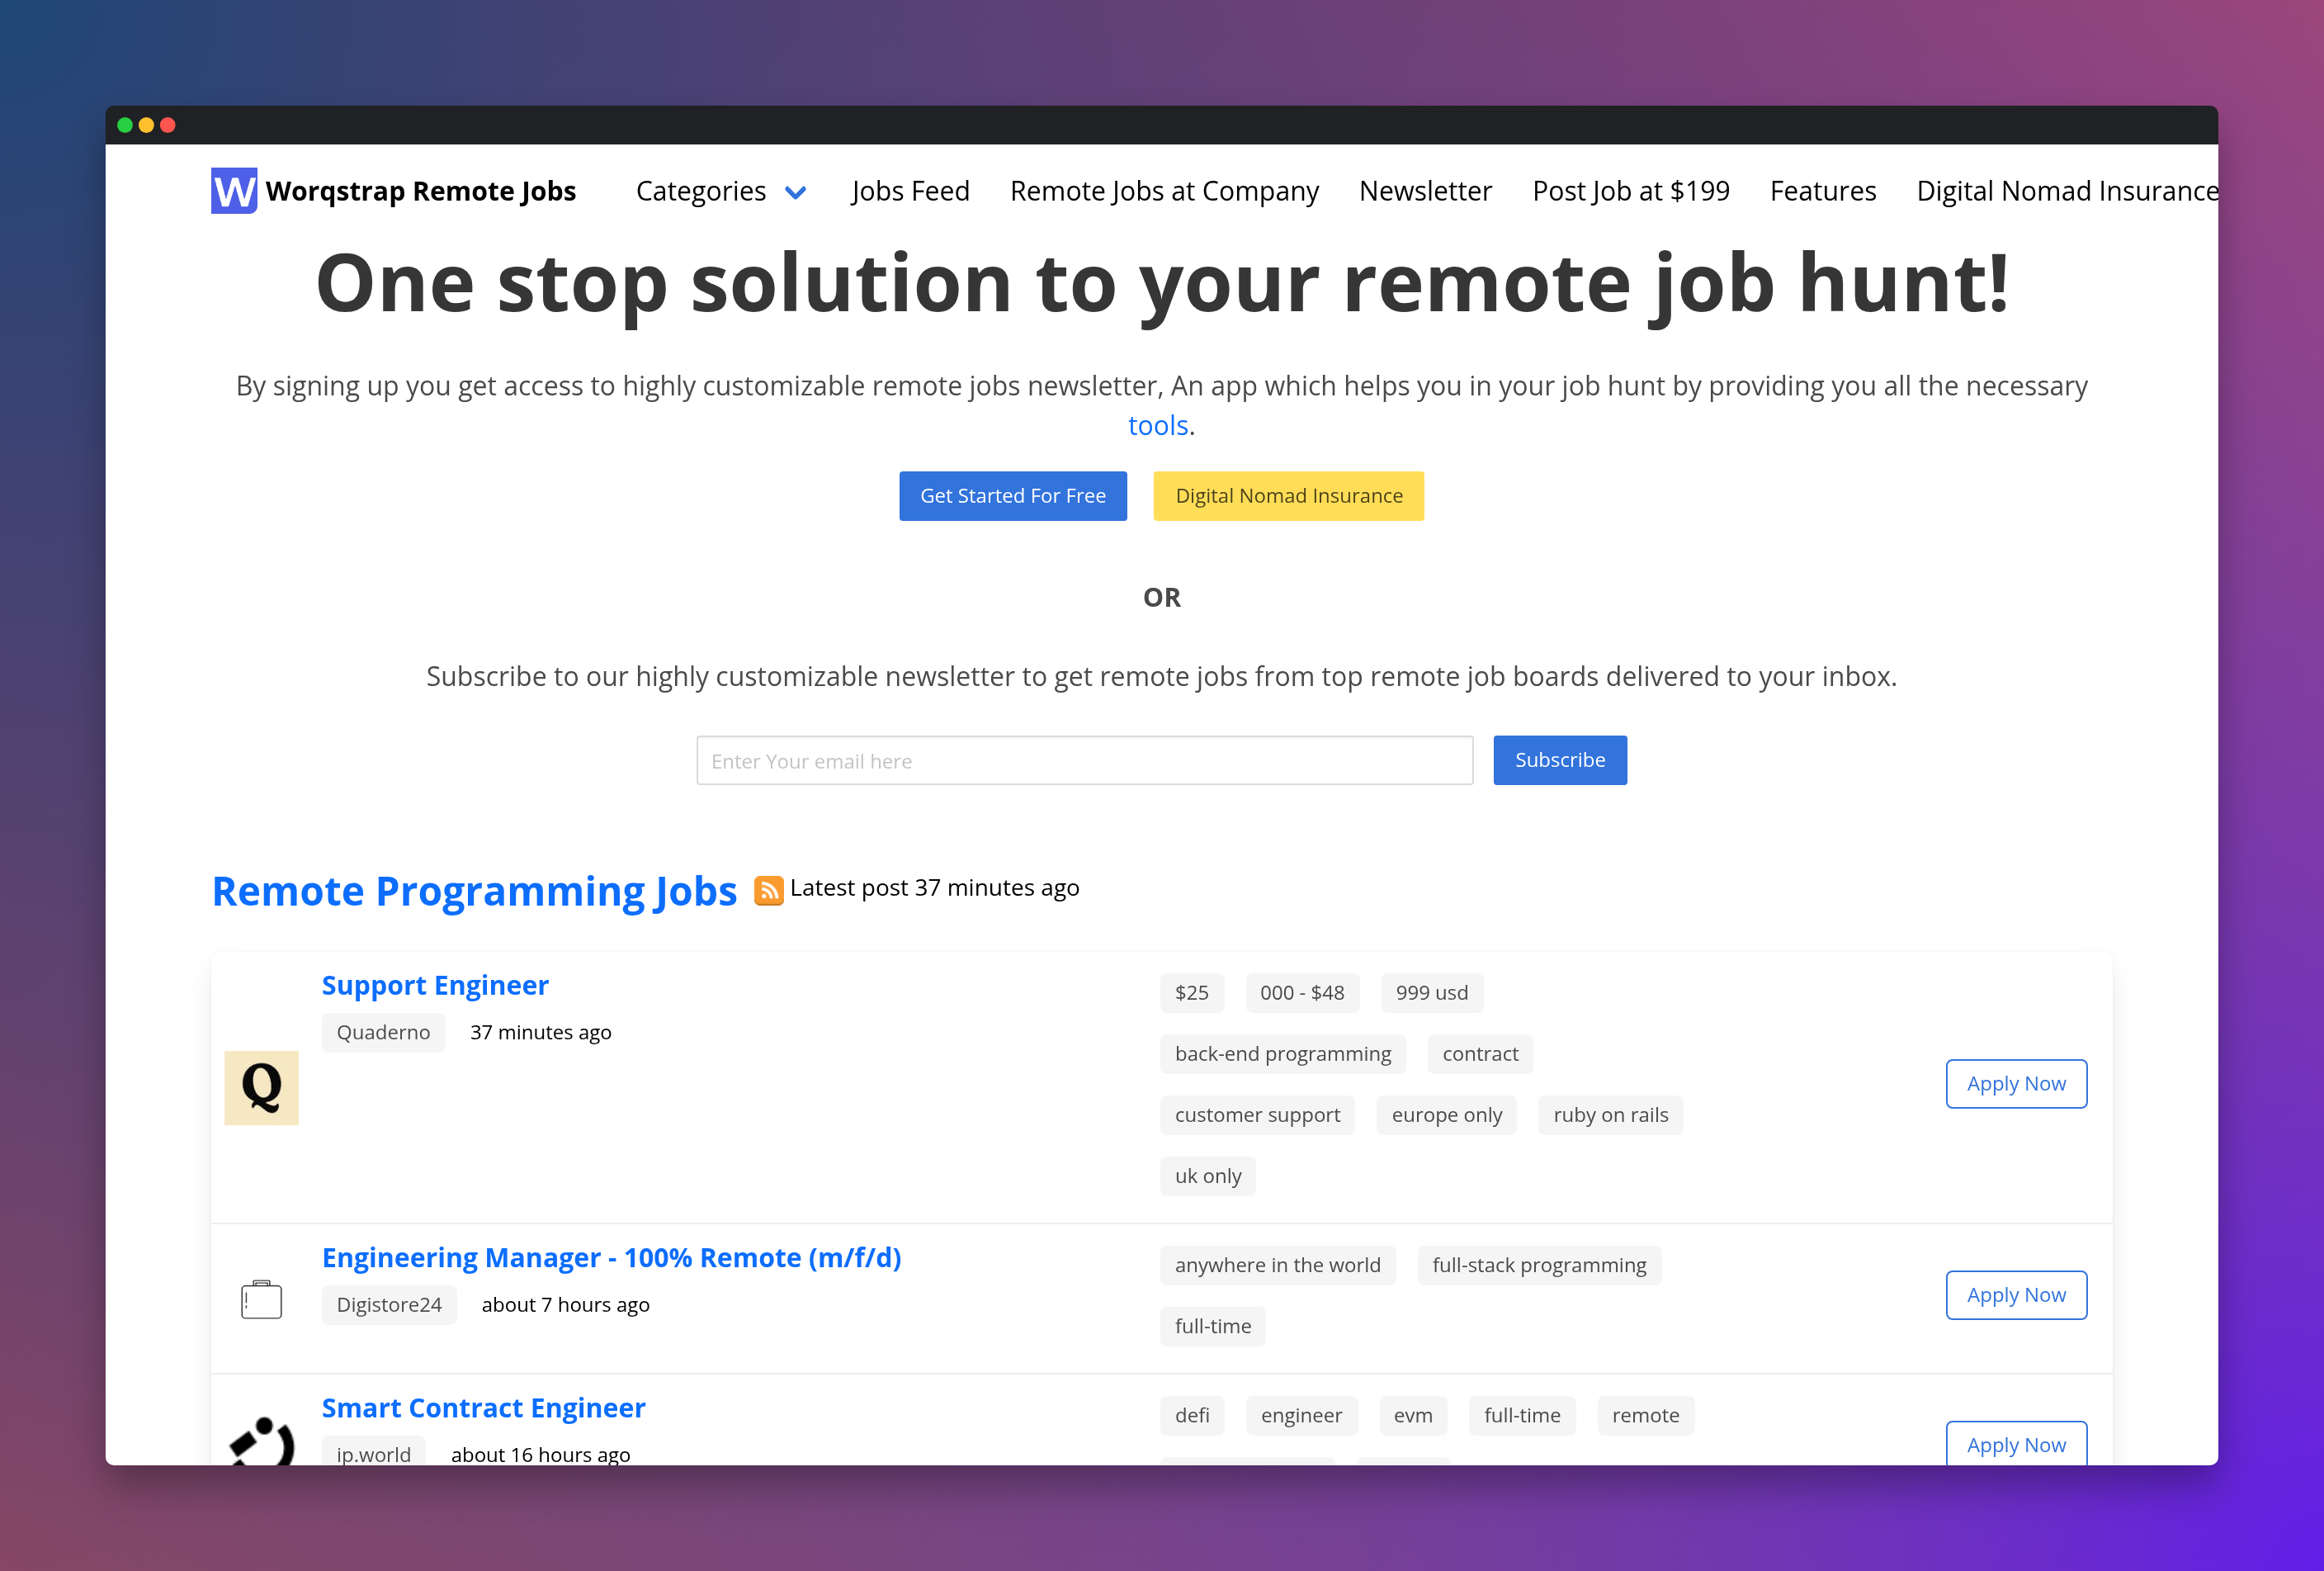 W Worqstrap Remote Jobs Categories Jobs Feed Remote Jobs at Company Newsletter Post Job at $199 Features Digital Nomad Insurance
One stop solution to your remote job hunt!
By signing up you get access to highly customizable remote jobs newsletter, An app which helps you in your job hunt by providing you all the necessary
tools.
Get Started For Free Digital Nomad Insurance
OR
Subscribe to our highly customizable newsletter to get remote jobs from top remote job boards delivered to your inbox.
Enter Your email here Subscribe
Remote Programming Jobs Latest post 37 minutes ago
Support Engineer
Quaderno 37 minutes ago
Q
$25 000 - $48 999 usd
back-end programming contract
customer support europe only ruby on rails
uk only
Apply Now
Engineering Manager - 100% Remote (m/f/d)
Digistore24 about 7 hours ago
anywhere in the world full-stack programming
full-time
Apply Now
Smart Contract Engineer
ip.world about 16 hours ago
defi engineer evm full-time remote
Apply Now